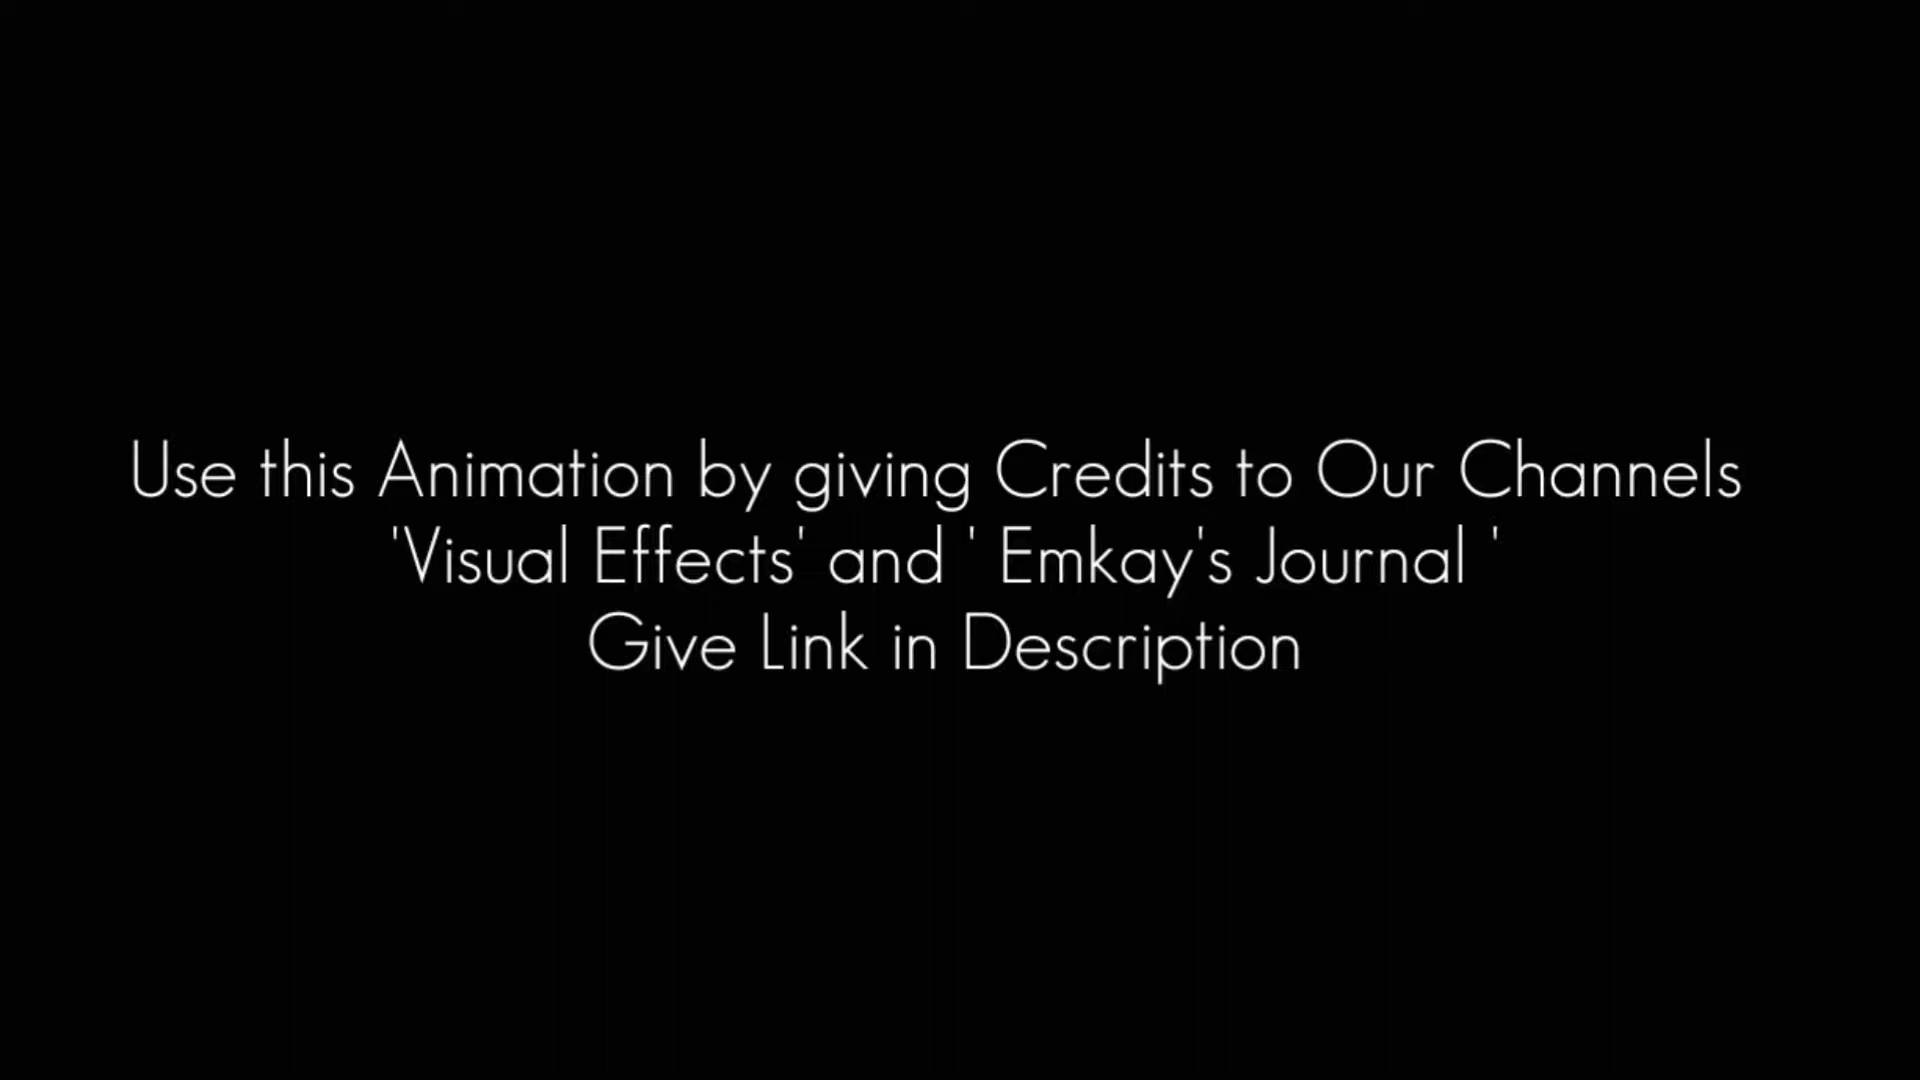 Use this Animation by giving Credits to Our Channels
'Visual Effects' and ' Emkay's Journal '
Give Link in Description